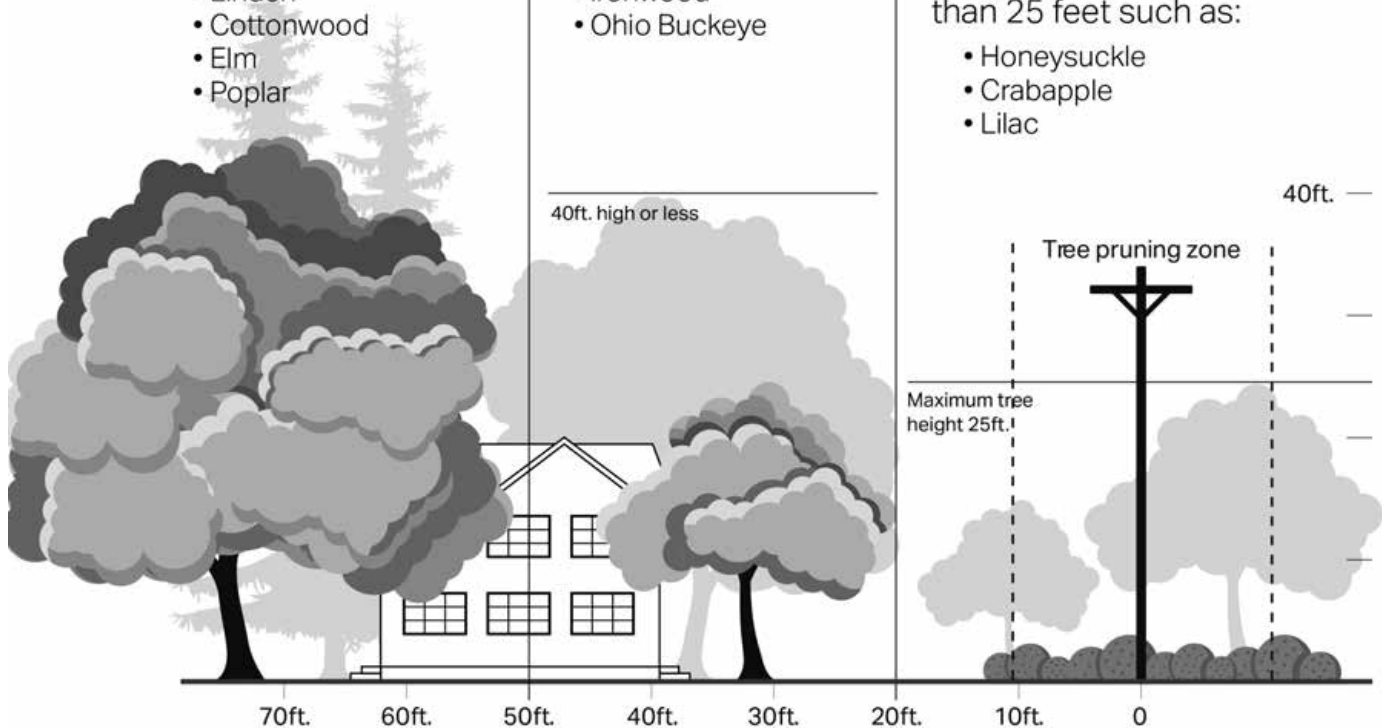 • Cottonwood
• Elm
• Poplar
• Ohio Buckeye
than 25 feet such as:
• Honeysuckle
• Crabapple
• Lilac
40ft. high or less
40ft.
Tree pruning zone
Maximum tree
height 25ft.
70ft. 60ft. 50ft. 40ft. 30ft. 20ft. 10ft. 0